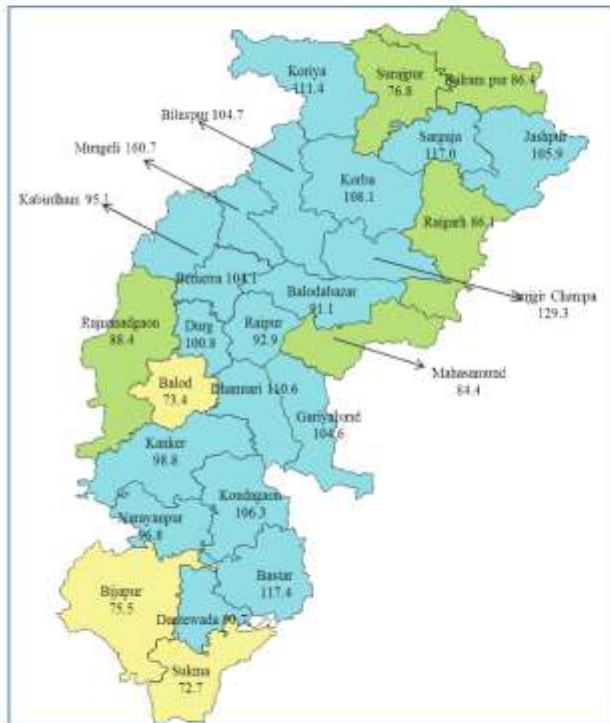 Koriya
111.4
Surajpur
76.8
Balram pur 86.4
Bilaspur 104.7
Surguja
117.0
Jashpur
105.9
Mungeli 160.7
Korba
108.1
Kabirdham 95.1
Raigarh 86.1
Bemetra 104.1
Balodabazar
91.1
Janjgir Champa
129.3
Rajnandgaon
88.4
Durg
100.8
Raipur
92.9
Mahasamund
84.4
Balod
73.4
Dhamtari 110.6
Gariyabond
104.6
Kanker
98.8
Kondagaon
106.3
Narayanpur
96.8
Bastar
117.4
Bijapur
75.5
Dantewada
Sukma
72.7